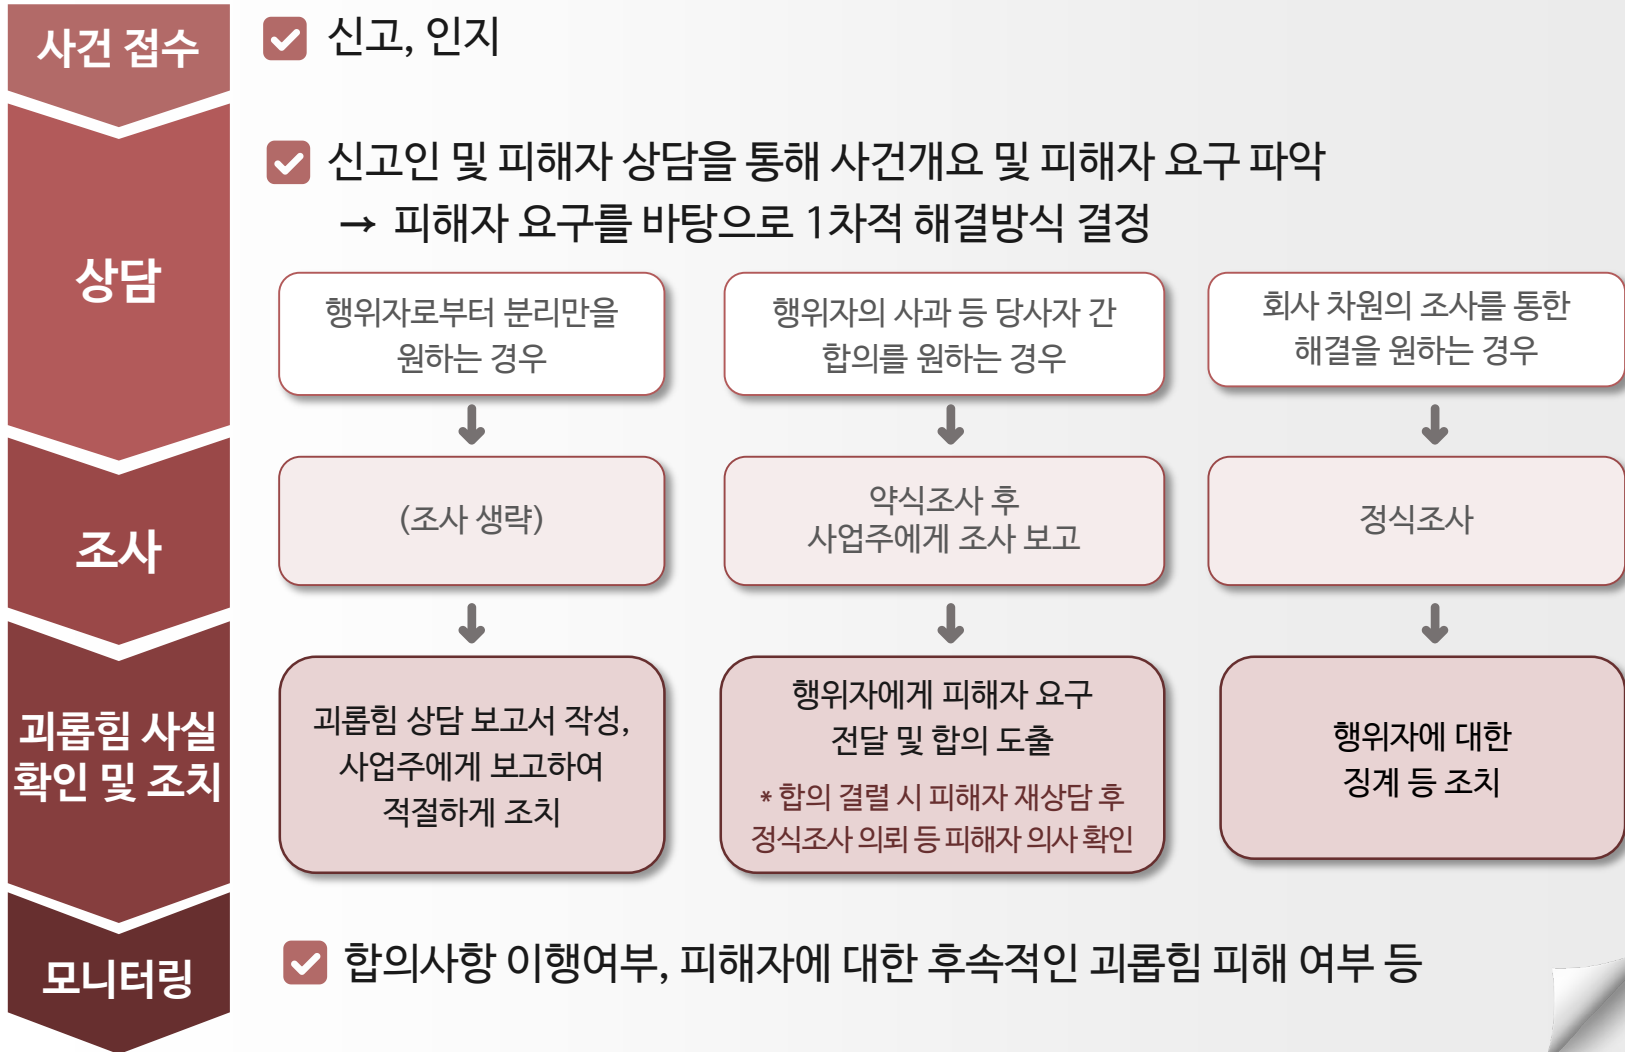 사건 접수
신고, 인지
상담
신고인 및 피해자 상담을 통해 사건개요 및 피해자 요구 파악
→ 피해자 요구를 바탕으로 1차적 해결방식 결정
행위자로부터 분리만을
원하는 경우
행위자의 사과 등 당사자 간
합의를 원하는 경우
회사 차원의 조사를 통한
해결을 원하는 경우
조사
(조사 생략)
약식조사 후
사업주에게 조사 보고
정식조사
괴롭힘 사실
확인 및 조치
괴롭힘 상담 보고서 작성,
사업주에게 보고하여
적절하게 조치
행위자에게 피해자 요구
전달 및 합의 도출
* 합의 결렬 시 피해자 재상담 후
정식조사 의뢰 등 피해자 의사 확인
행위자에 대한
징계 등 조치
모니터링
합의사항 이행여부, 피해자에 대한 후속적인 괴롭힘 피해 여부 등